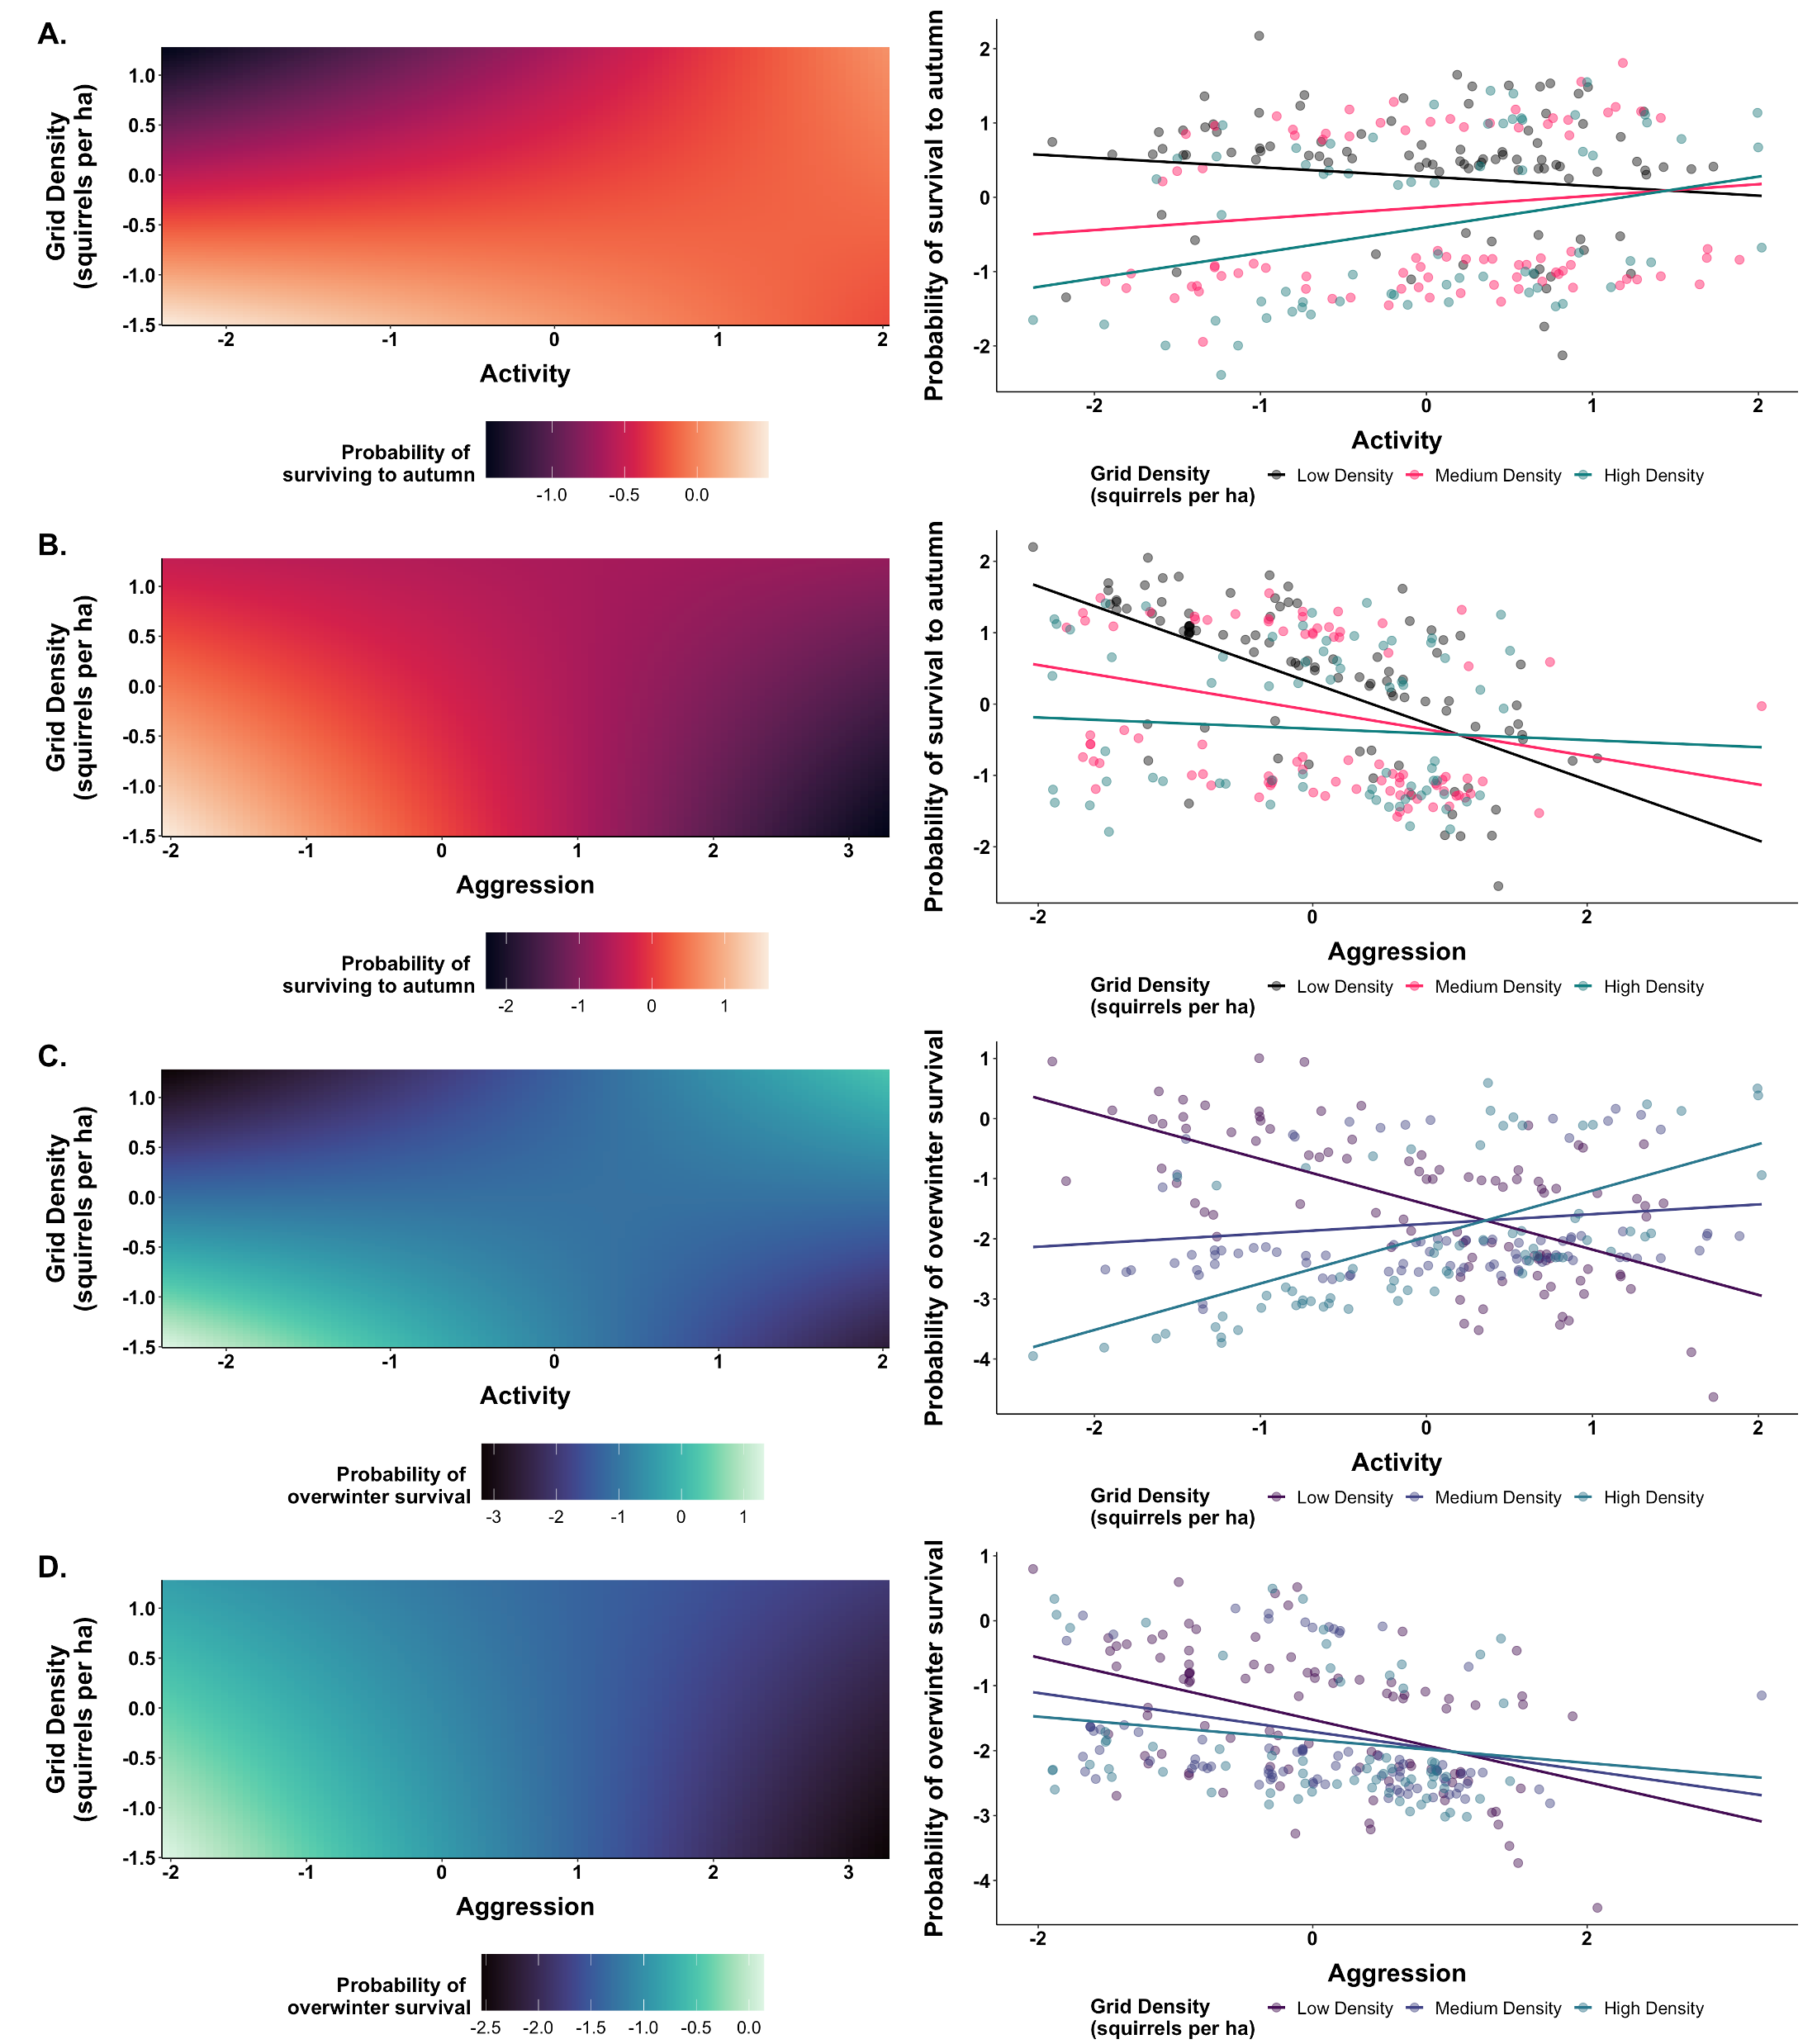 A.
Grid Density
(squirrels per ha)
1.0
0.5
0.0
-0.5
-1.0
-1.5
-2 -1 0 1 2
Activity
Probability of
surviving to autumn
-1.0 -0.5 0.0
Probability of survival to autumn
2
1
0
-1
-2
-2 -1 0 1 2
Activity
Grid Density
(squirrels per ha)
Low Density Medium Density High Density
B.
Grid Density
(squirrels per ha)
1.0
0.5
0.0
-0.5
-1.0
-1.5
-2 -1 0 1 2 3
Aggression
Probability of
surviving to autumn
-2 -1 0 1
Probability of survival to autumn
2
1
0
-1
-2
-2 0 2
Aggression
Grid Density
(squirrels per ha)
Low Density Medium Density High Density
C.
Grid Density
(squirrels per ha)
1.0
0.5
0.0
-0.5
-1.0
-1.5
-2 -1 0 1 2
Activity
Probability of
overwinter survival
-3 -2 -1 0 1
Probability of overwinter survival
1
0
-1
-2
-3
-4
-2 -1 0 1 2
Activity
Grid Density
(squirrels per ha)
Low Density Medium Density High Density
D.
Grid Density
(squirrels per ha)
1.0
0.5
0.0
-0.5
-1.0
-1.5
-2 -1 0 1 2 3
Aggression
Probability of
overwinter survival
-2.5 -2.0 -1.5 -1.0 -0.5 0.0
Probability of overwinter survival
1
0
-1
-2
-3
-4
-2 0 2
Aggression
Grid Density
(squirrels per ha)
Low Density Medium Density High Density